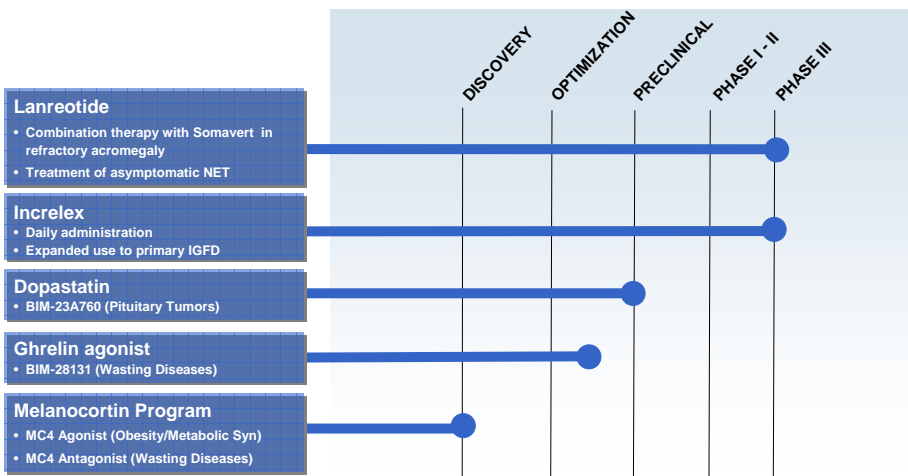 DISCOVERY
OPTIMIZATION
PRECLINICAL
PHASE I - II
PHASE III
Lanreotide
• Combination therapy with Somavert in
refractory acromegaly
• Treatment of asymptomatic NET
Increlex
• Daily administration
• Expanded use to primary IGFD
Dopastatin
• BIM-23A760 (Pituitary Tumors)
Ghrelin agonist
• BIM-28131 (Wasting Diseases)
Melanocortin Program
• MC4 Agonist (Obesity/Metabolic Syn)
• MC4 Antagonist (Wasting Diseases)